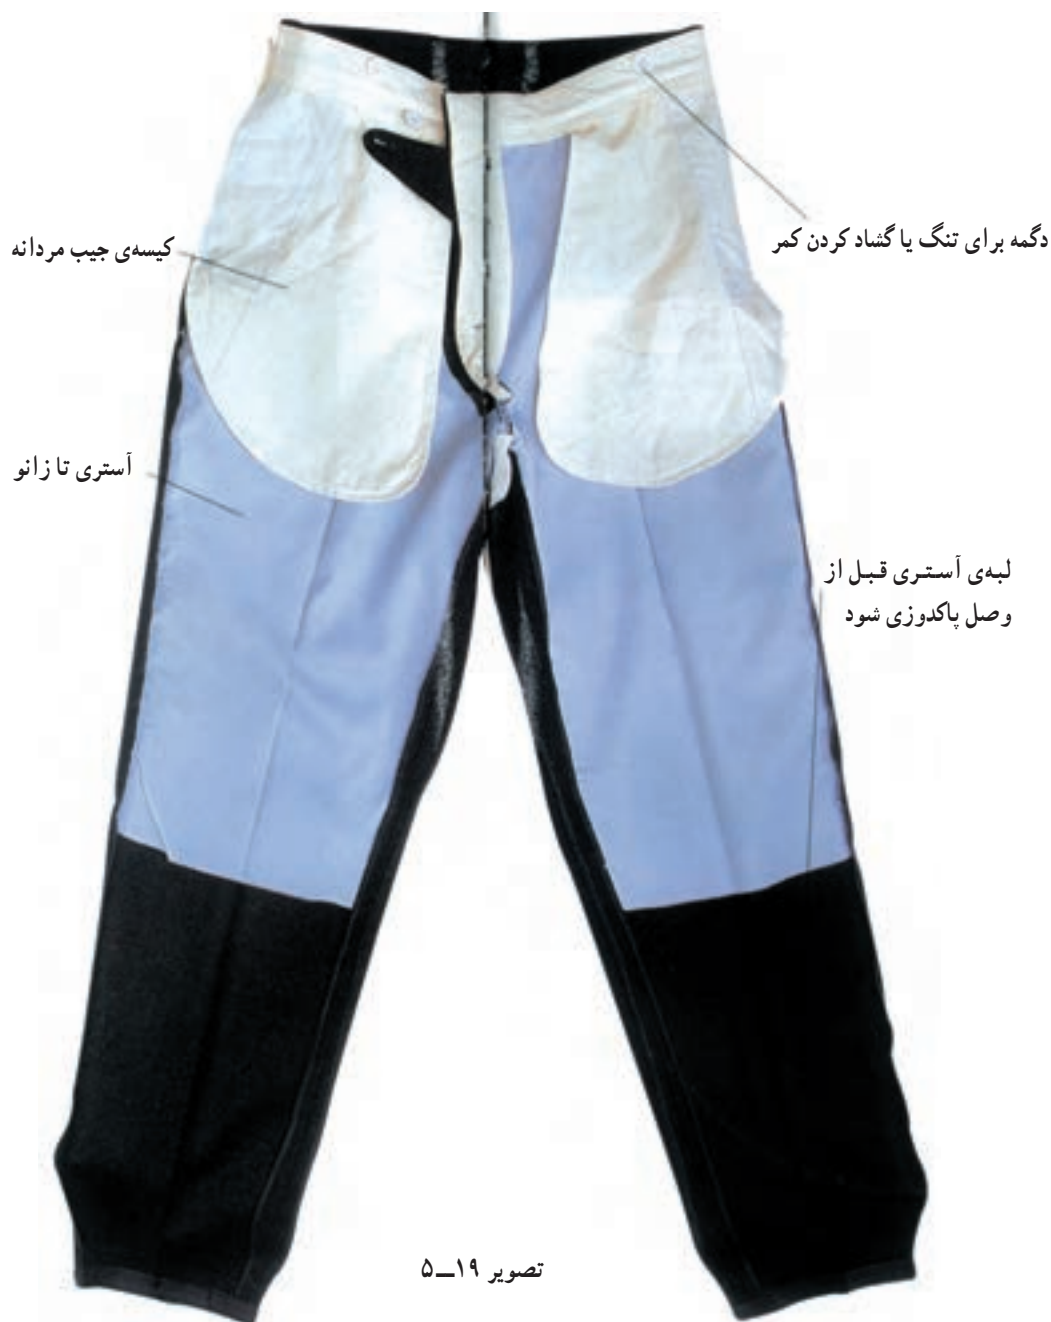 دگمه برای تنگ یا گشاد کردن کمر
کیسه‌ی جیب مردانه
آستری تا زانو
لبه‌ی آستری قبل از
وصل پاکدوزی شود
تصویر ۱۹ــ۵